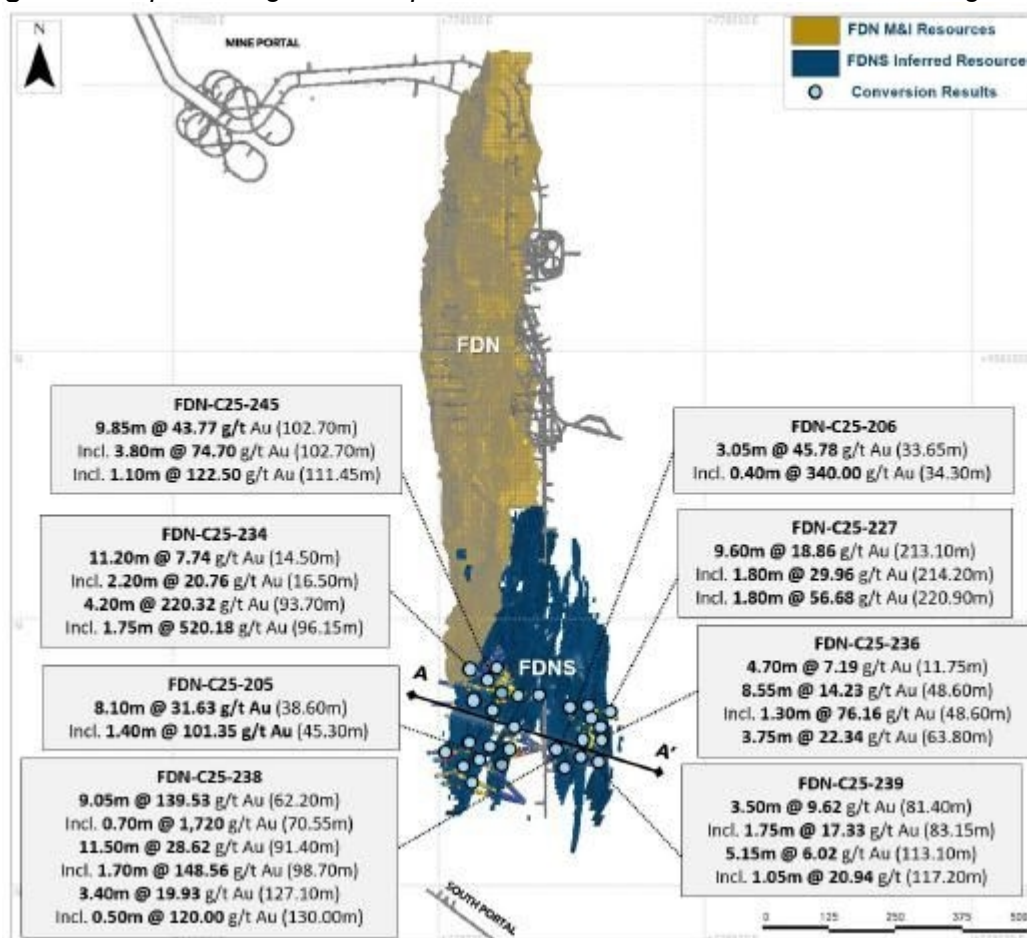 N
MINE PORTAL
FDN M&I Resources
FDNS Inferred Resource
Conversion Results
FDN
FDN-C25-245
9.85m @ 43.77 g/t Au (102.70m)
Incl. 3.80m @ 74.70 g/t Au (102.70m)
Incl. 1.10m @ 122.50 g/t Au (111.45m)
FDN-C25-206
3.05m @ 45.78 g/t Au (33.65m)
Incl. 0.40m @ 340.00 g/t Au (34.30m)
FDN-C25-234
11.20m @ 7.74 g/t Au (14.50m)
Incl. 2.20m @ 20.76 g/t Au (16.50m)
4.20m @ 220.32 g/t Au (93.70m)
Incl. 1.75m @ 520.18 g/t Au (96.15m)
FDN-C25-227
9.60m @ 18.86 g/t Au (213.10m)
Incl. 1.80m @ 29.96 g/t Au (214.20m)
Incl. 1.80m @ 56.68 g/t Au (220.90m)
FDNS
A
A'
FDN-C25-205
8.10m @ 31.63 g/t Au (38.60m)
Incl. 1.40m @ 101.35 g/t Au (45.30m)
FDN-C25-236
4.70m @ 7.19 g/t Au (11.75m)
8.55m @ 14.23 g/t Au (48.60m)
Incl. 1.30m @ 76.16 g/t Au (48.60m)
3.75m @ 22.34 g/t Au (63.80m)
FDN-C25-238
9.05m @ 139.53 g/t Au (62.20m)
Incl. 0.70m @ 1,720 g/t Au (70.55m)
11.50m @ 28.62 g/t Au (91.40m)
Incl. 1.70m @ 148.56 g/t Au (98.70m)
3.40m @ 19.93 g/t Au (127.10m)
Incl. 0.50m @ 120.00 g/t Au (130.00m)
FDN-C25-239
3.50m @ 9.62 g/t Au (81.40m)
Incl. 1.75m @ 17.33 g/t Au (83.15m)
5.15m @ 6.02 g/t Au (113.10m)
Incl. 1.05m @ 20.94 g/t (117.20m)
SOUTH PORTAL
0 125 250 375 500